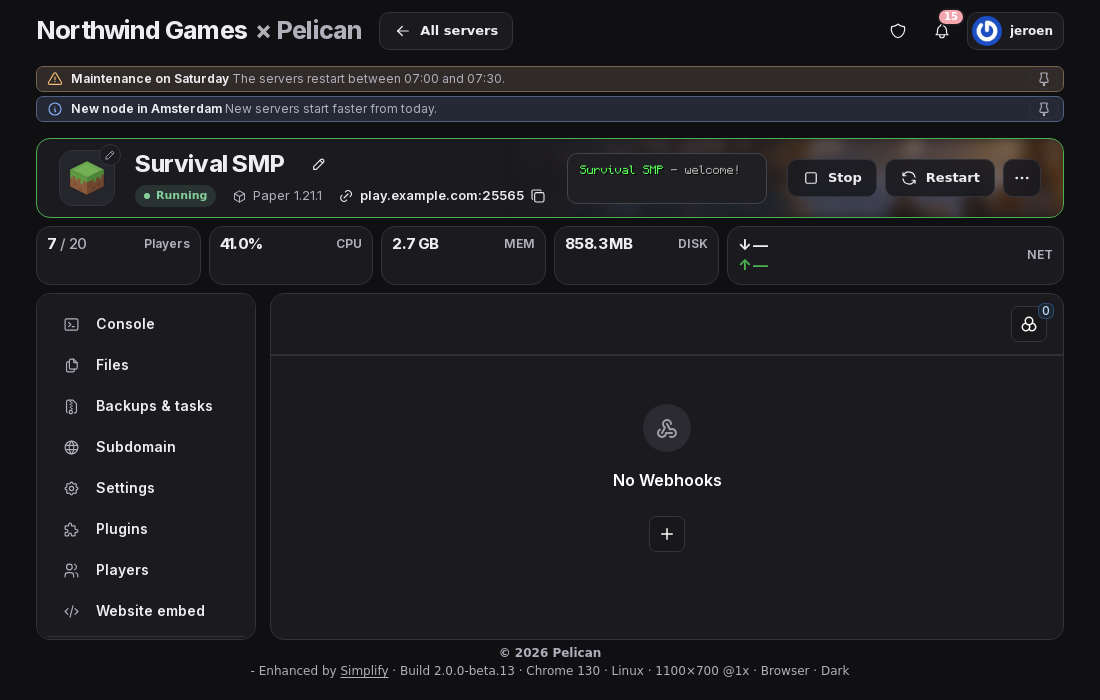 Northwind Games × Pelican
All servers
15
jeroen
Maintenance on Saturday The servers restart between 07:00 and 07:30.
New node in Amsterdam New servers start faster from today.
Survival SMP
Running
Paper 1.21.1
play.example.com:25565
Survival SMP — welcome!
Stop
Restart
7 / 20 Players
41.0% CPU
2.7 GB MEM
858.3 MB DISK
↓—
↑—
NET
Console
Files
Backups & tasks
Subdomain
Settings
Plugins
Players
Website embed
0
No Webhooks
© 2026 Pelican
- Enhanced by Simplify · Build 2.0.0-beta.13 · Chrome 130 · Linux · 1100×700 @1x · Browser · Dark